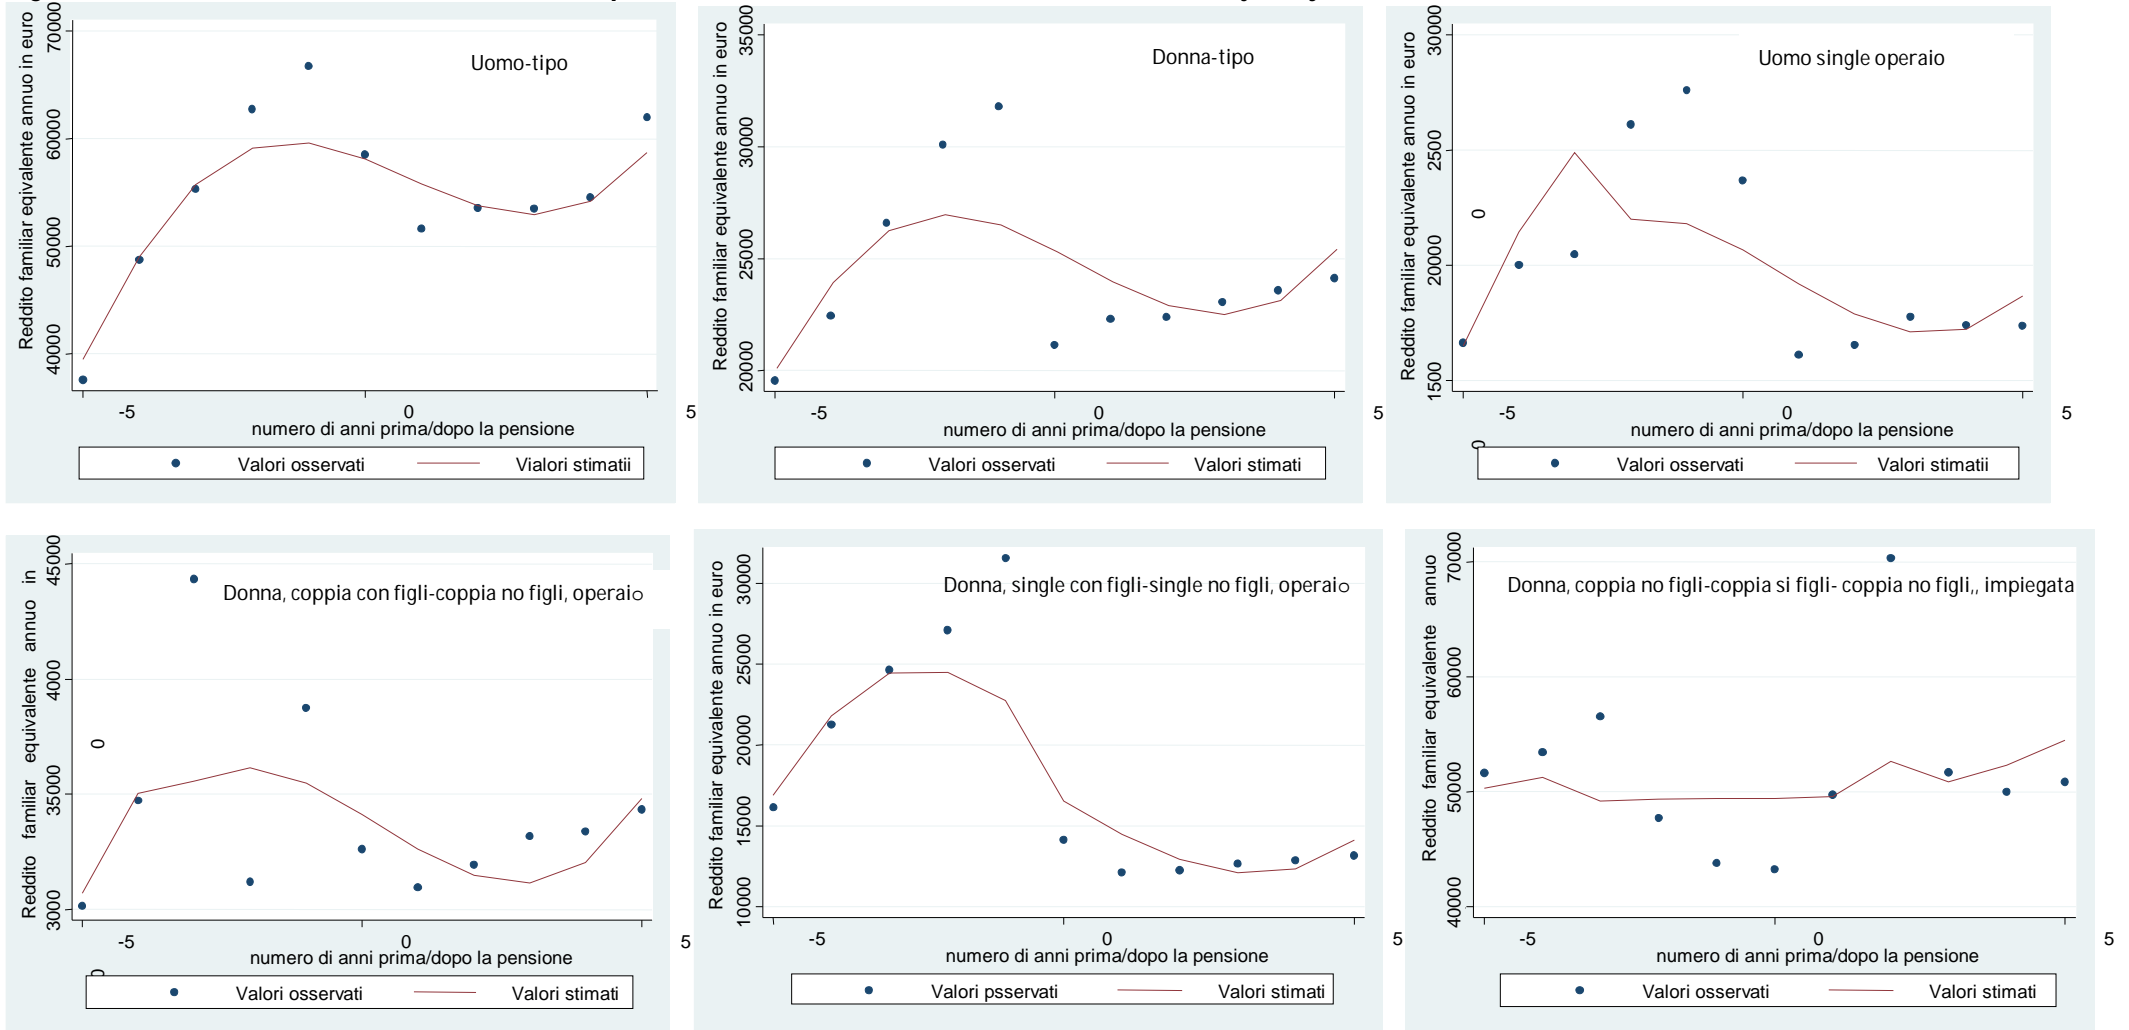 Uomo-tipo
Reddito familiar eqivalente annuo in euro
70000
60000
50000
40000
-5 0 5
numero di anni prima/dopo la pensione
Valori osservati Vialori stimatii
Donna-tipo
Reddito familiar equivalente annuo in euro
35000
30000
25000
20000
-5 0 5
numero di anni prima/dopo la pensione
Valori osservati Valori stimati
Uomo single operaio
Reddito familiar equivalente annuo in euro
30000
2500
0
20000
1500
0
-5 0 5
numero di anni prima/dopo la pensione
Valori osservati Valori stimatii
Donna, coppia con figli-coppia no figli, operaio
Reddito familiar equivalente annuo in
45000
4000
0
35000
3000
0
-5 0 5
numero di anni prima/dopo la pensione
Valori osservati Valori stimati
Donna, single con figli-single no figli, operaio
Reddito familiar equivalente annuo in euro
30000
25000
20000
15000
10000
-5 0 5
numero di anni prima/dopo la pensione
Valori psservati Valori stimati
Donna, coppia no figli-coppia si figli- coppia no figli,, impiegata
Reddito familiar equivalente annuo
70000
60000
50000
40000
-5 0 5
numero di anni prima/dopo la pensione
Valori osservati Valori stimati